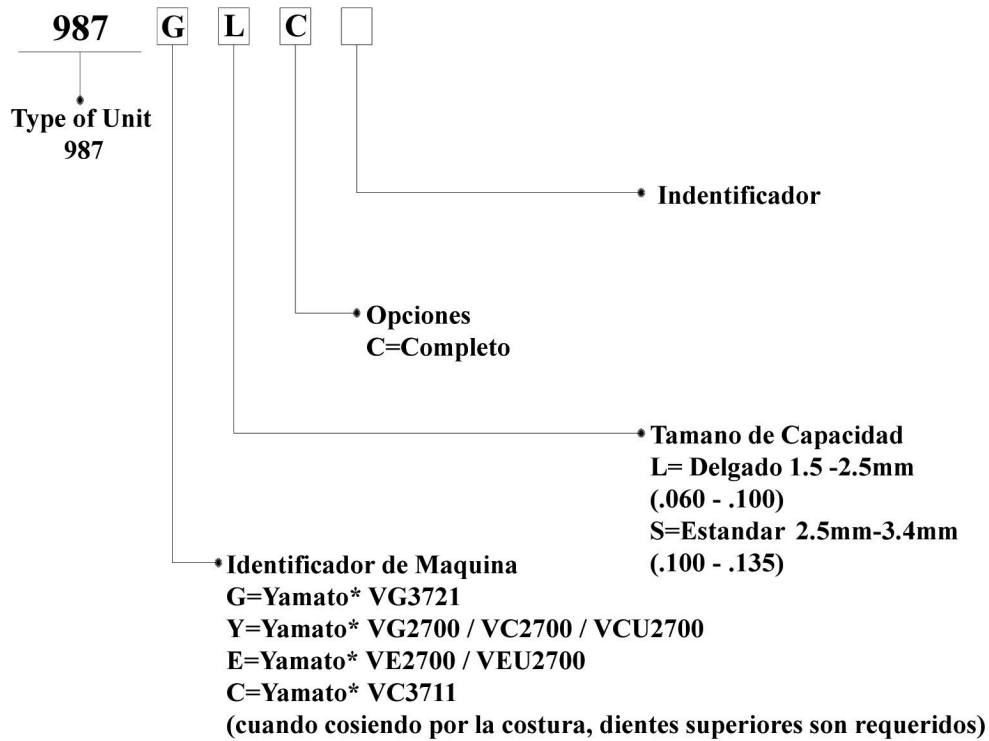 987 G L C
Type of Unit
987
Indentificador
Opciones
C=Completo
Tamano de Capacidad
L= Delgado 1.5 -2.5mm
(.060 - .100)
S=Estandar 2.5mm-3.4mm
(.100 - .135)
Identificador de Maquina
G=Yamato* VG3721
Y=Yamato* VG2700 / VC2700 / VCU2700
E=Yamato* VE2700 / VEU2700
C=Yamato* VC3711
(cuando cosiendo por la costura, dientes superiores son requeridos)